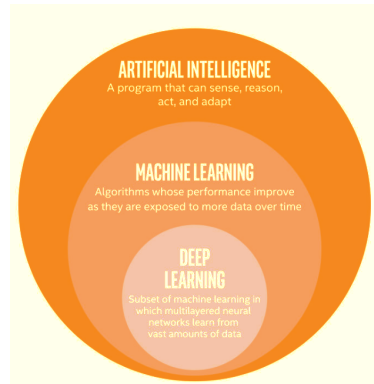 ARTIFICIAL INTELLIGENCE
A program that can sense, reason,
act, and adapt
MACHINE LEARNING
Algorithms whose performance improve
as they are exposed to more data over time
DEEP
LEARNING
Subset of machine learning in
which multilayered neural
networks learn from
vast amounts of data